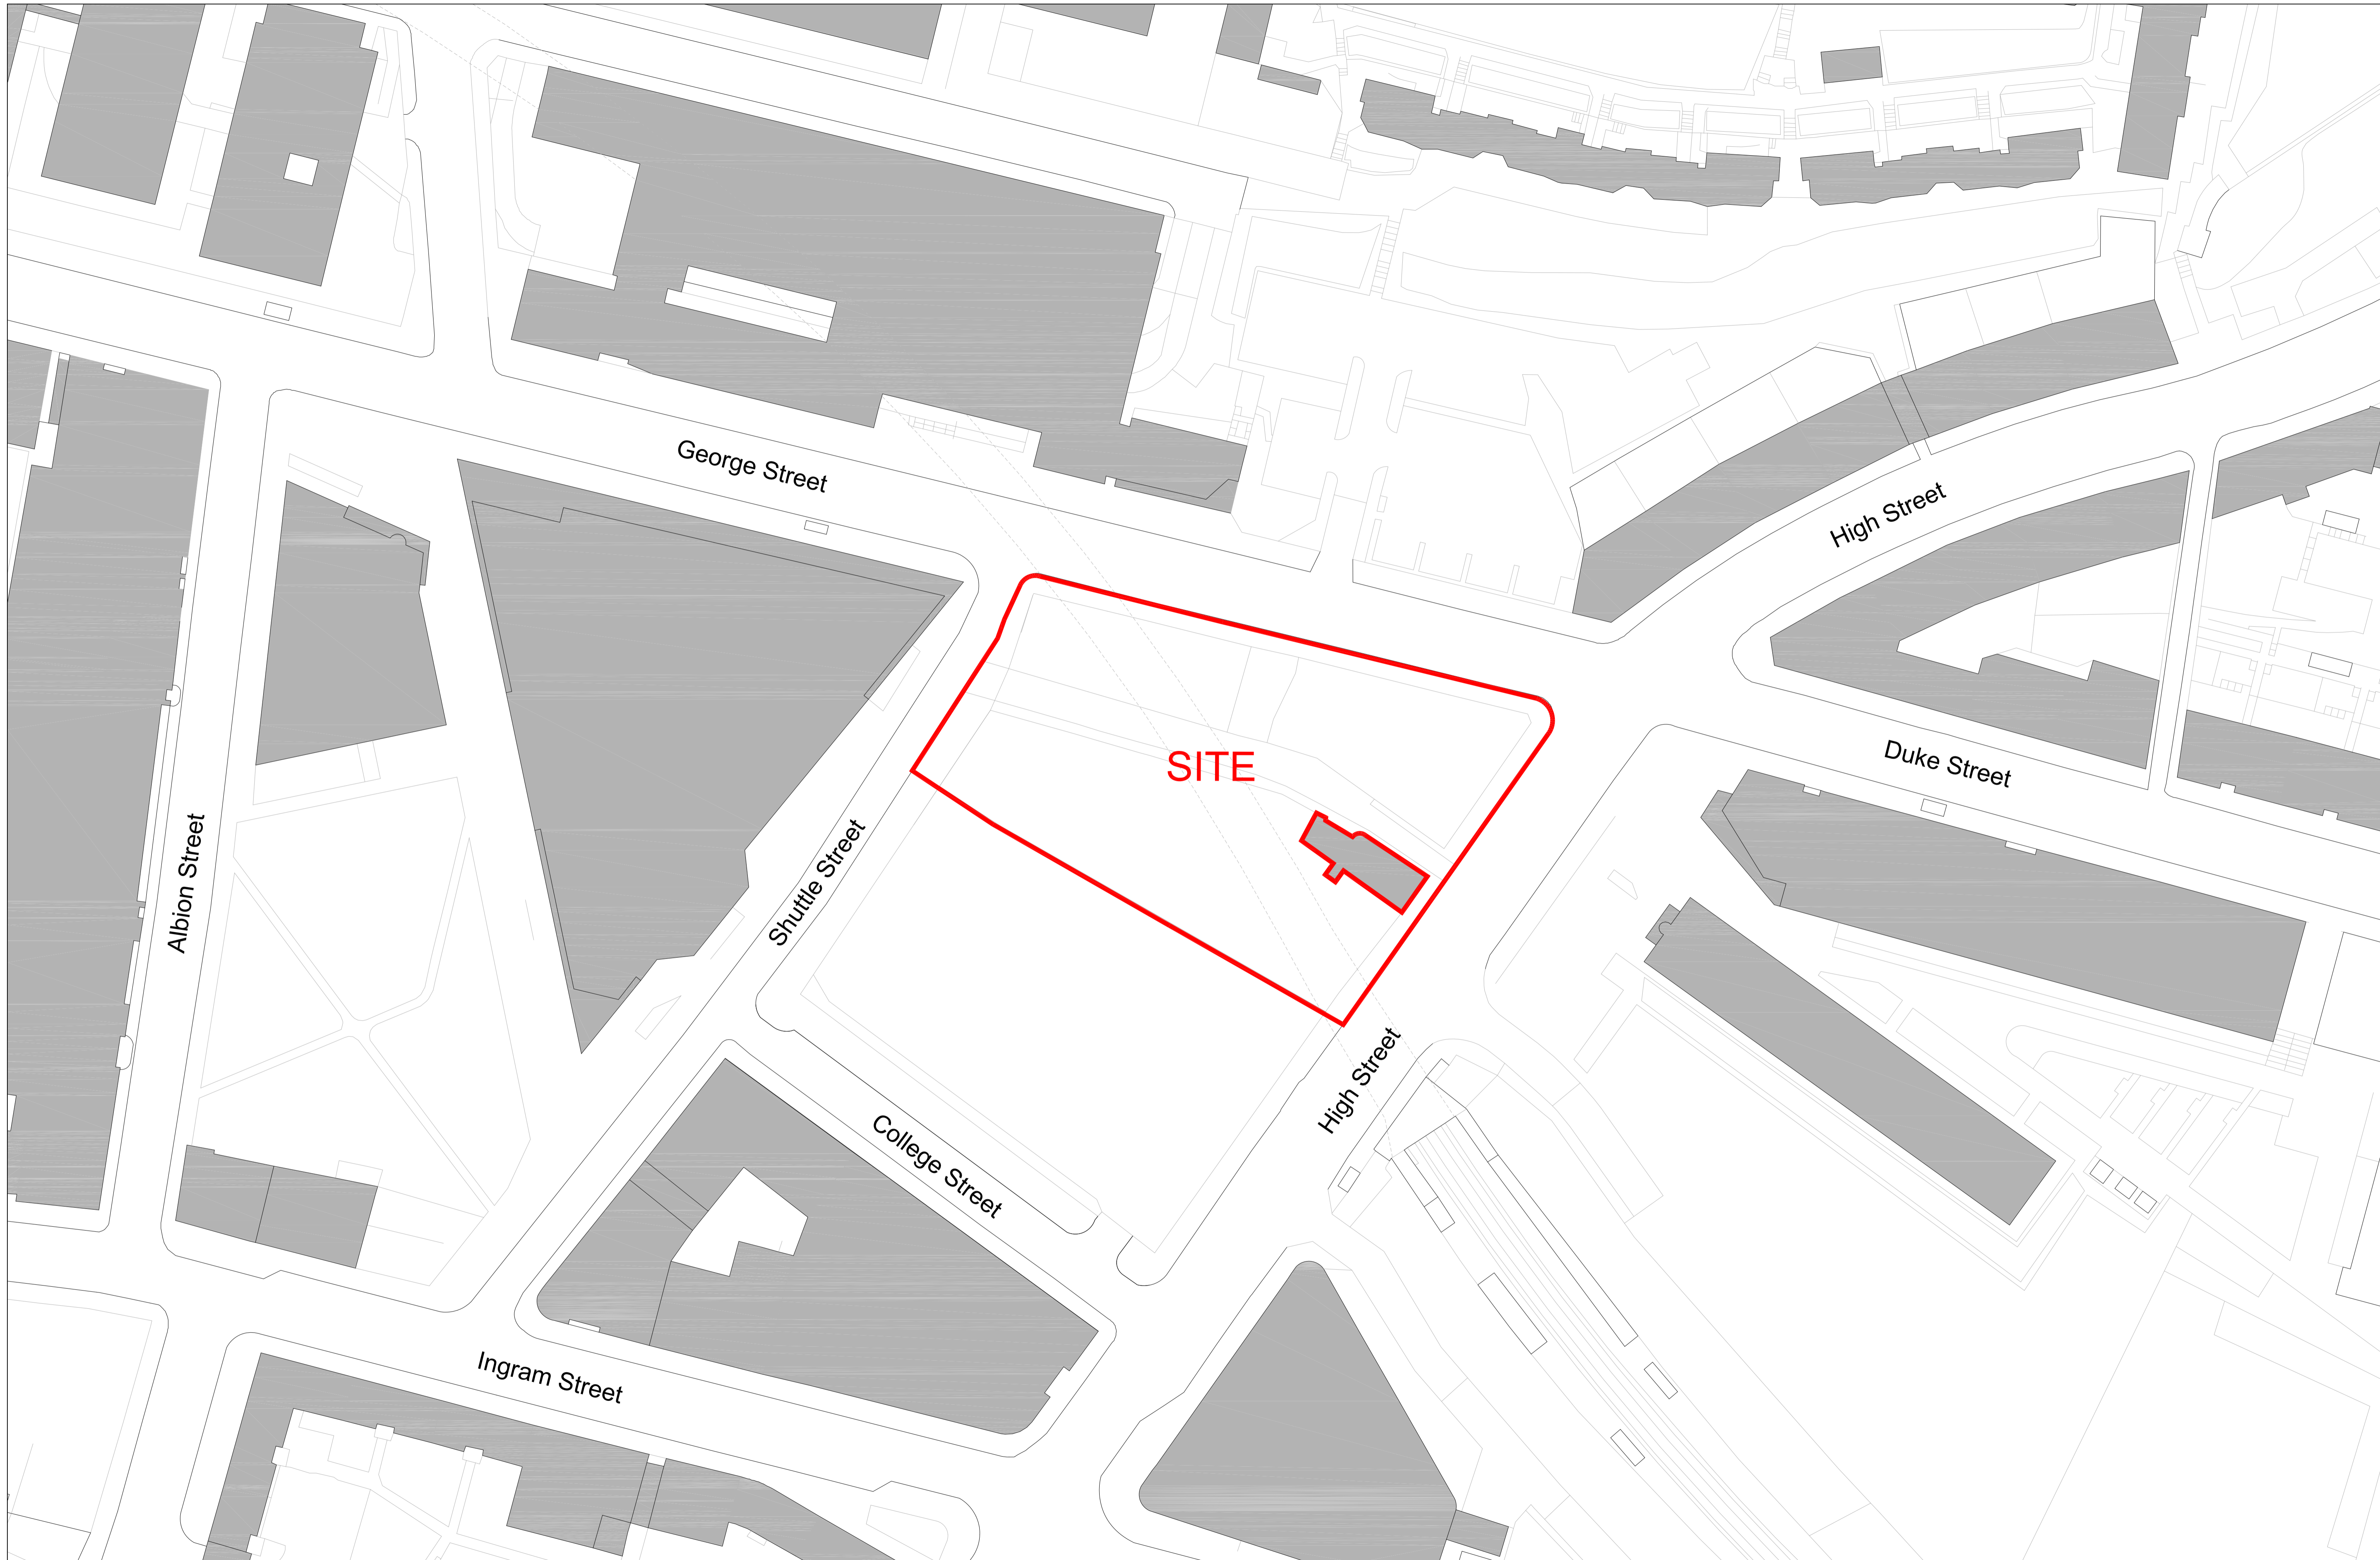 George Street
High Street
SITE
Duke Street
Albion Street
Shuttle Street
High Street
College Street
Ingram Street